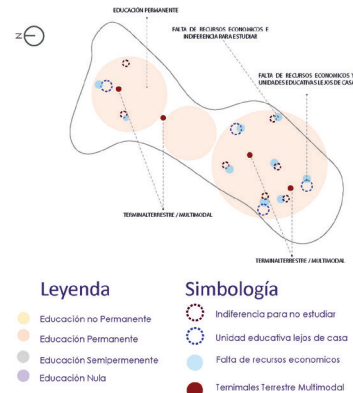 EDUCACIÓN PERMANENTE
FALTA DE RECURSOS ECONOMICOS E
INDIFERENCIA PARA ESTUDIAR
Z
FALTA DE RECURSOS ECONOMICOS Y
UNIDADES EDUCATIVAS LEJOS DE CASA
TERMINAL TERRESTRE / MULTIMODAL
TERMINAL TERRESTRE / MULTIMODAL
Leyenda
Educación no Permanente
Educación Permanente
Educación Semipermenente
Educación Nula
Simbología
Indiferencia para no estudiar
Unidad educativa lejos de casa
Falta de recursos economicos
Ternimales Terrestre Multimodal